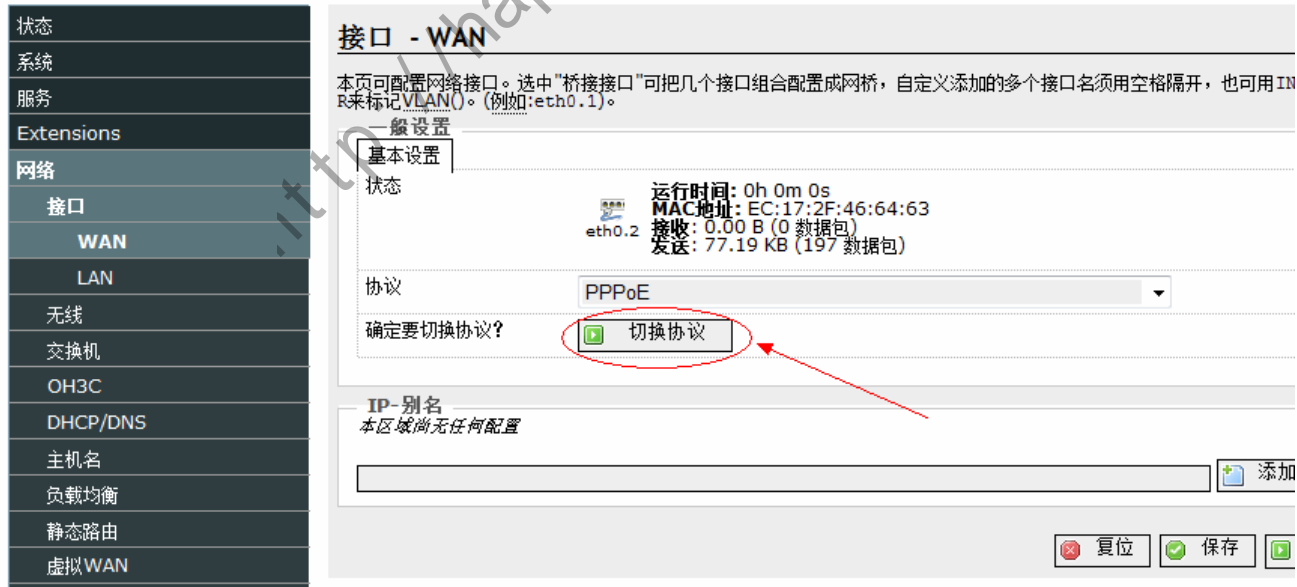 状态
系统
服务
Extensions
网络
接口
WAN
LAN
无线
交换机
OH3C
DHCP/DNS
主机名
负载均衡
静态路由
虚拟WAN
接口 - WAN
本页可配置网络接口。选中"桥接接口"可把几个接口组合配置成网桥，自定义添加的多个接口名须用空格隔开，也可用IN
R来标记VLAN()。(例如:eth0.1)。
一般设置
基本设置
状态
eth0.2
运行时间: 0h 0m 0s
MAC地址: EC:17:2F:46:64:63
接收: 0.00 B (0 数据包)
发送: 77.19 KB (197 数据包)
协议
PPPoE
确定要切换协议?
切换协议
IP-别名
本区域尚无任何配置
添加
复位
保存